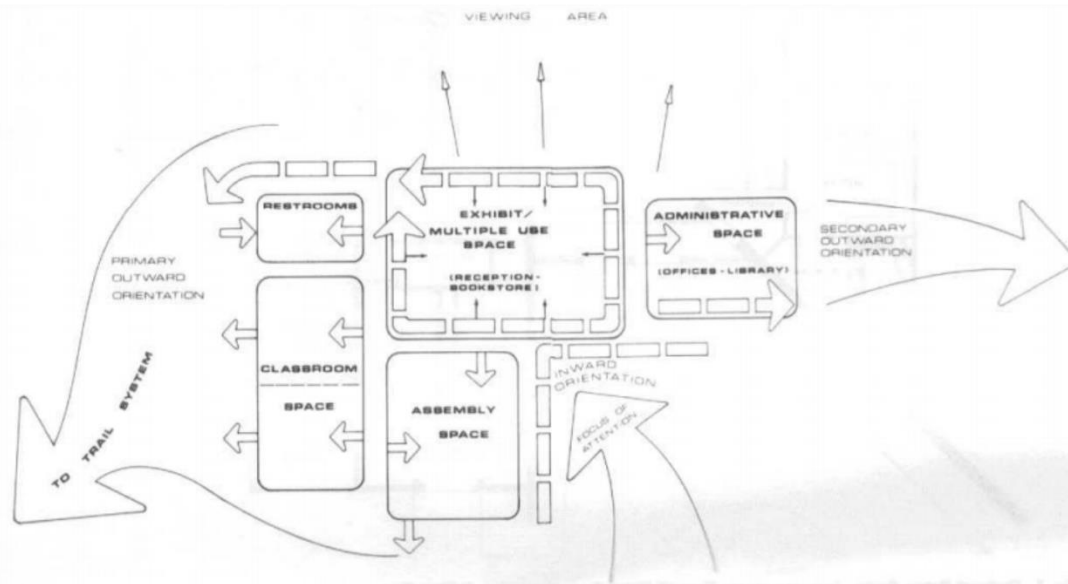 VIEWING AREA
RESTROOMS
EXHIBIT/
MULTIPLE USE
SPACE
(RECEPTION-
BOOKSTORE)
ADMINISTRATIVE
SPACE
(OFFICES-LIBRARY)
SECONDARY
OUTWARD
ORIENTATION
PRIMARY
OUTWARD
ORIENTATION
TO TRAIL SYSTEM
CLASSROOM
SPACE
ASSEMBLY
SPACE
INWARD
ORIENTATION
FOCUS OF
ATTENTION